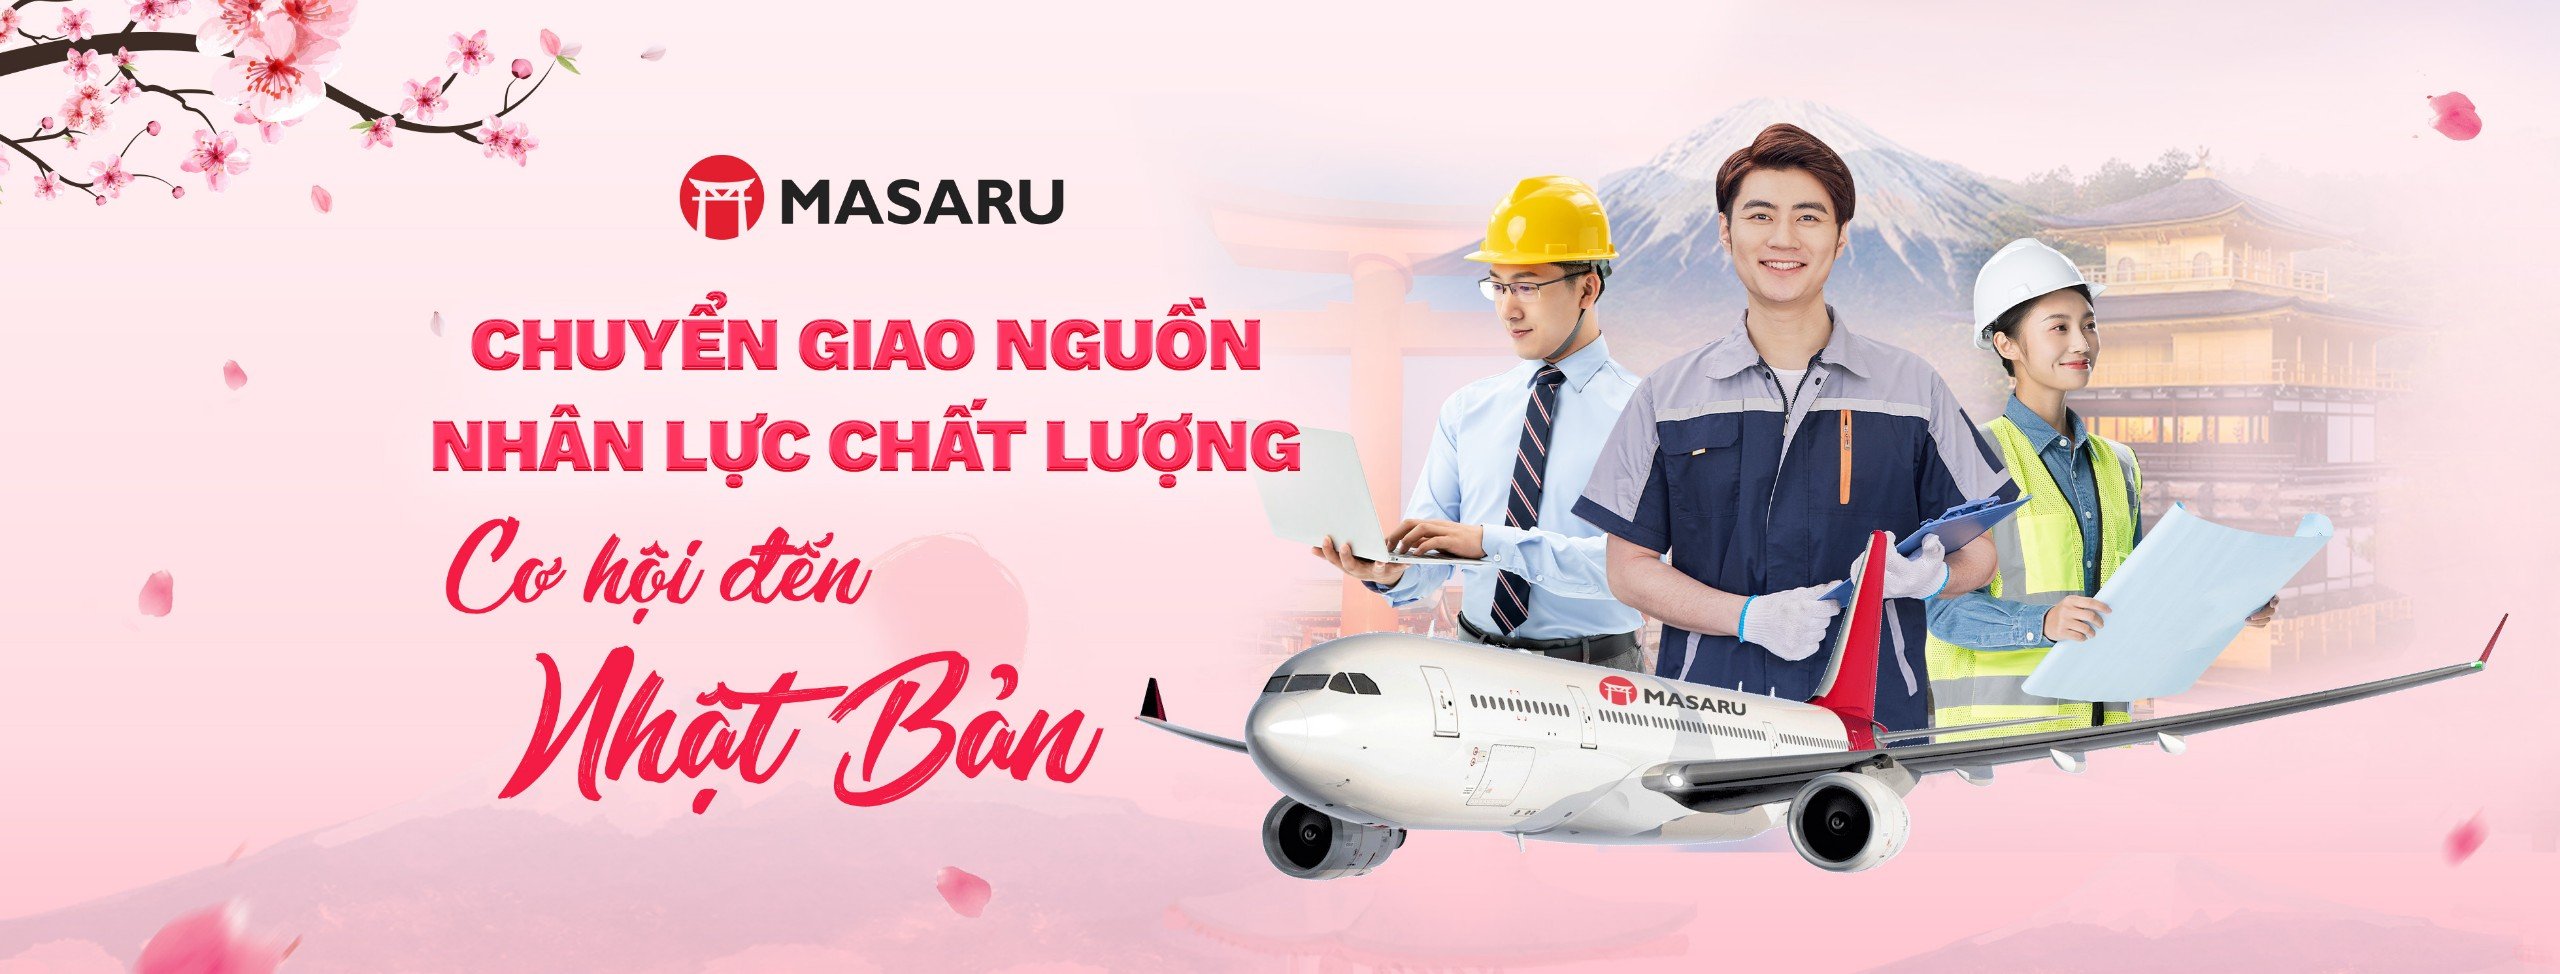 MASARU
CHUYỂN GIAO NGUỒN
NHÂN LỰC CHẤT LƯỢNG
Cơ hội đến
Nhật Bản
MASARU